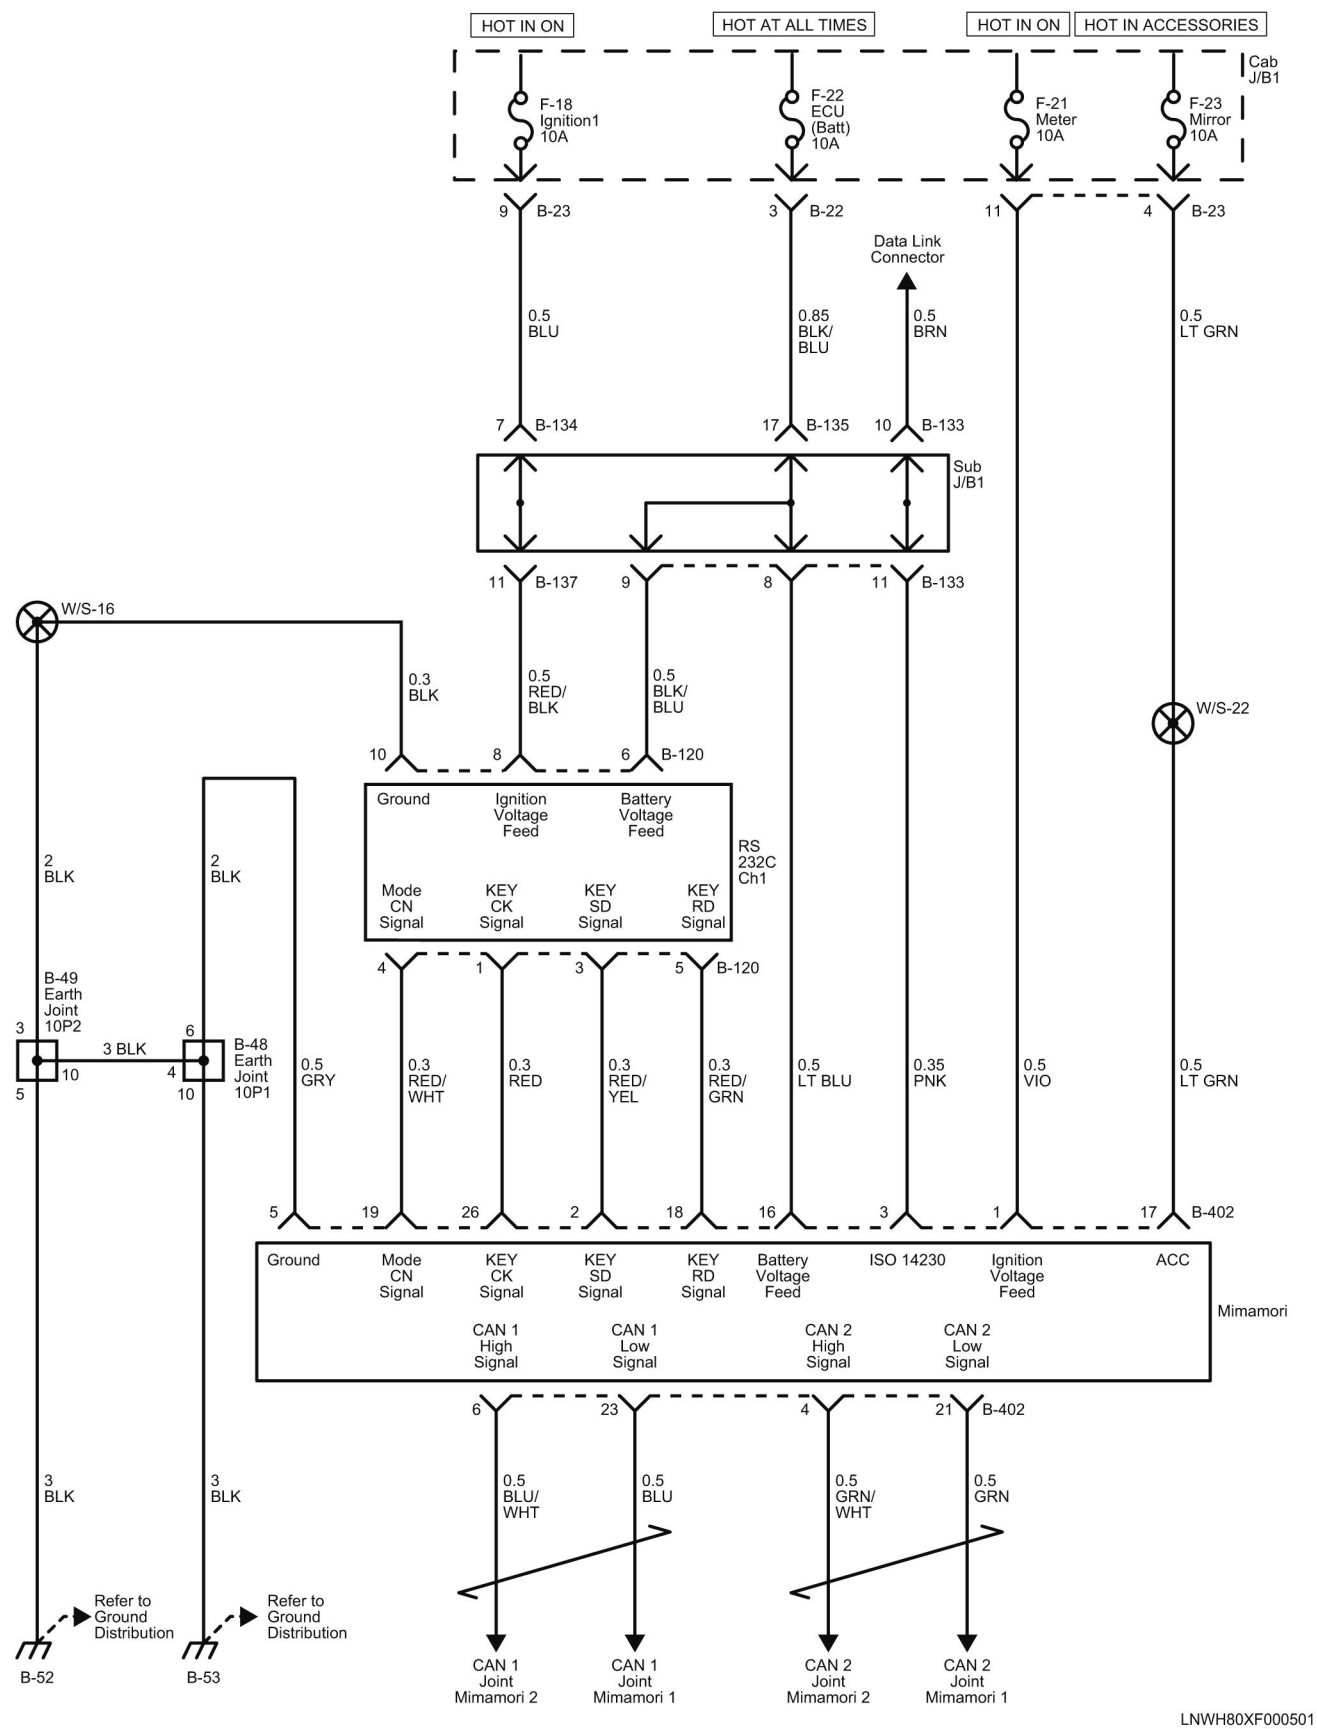 HOT IN ON
HOT AT ALL TIMES
HOT IN ON
HOT IN ACCESSORIES
Cab
J/B1
F-18
Ignition1
10A
F-22
ECU
(Batt)
10A
F-21
Meter
10A
F-23
Mirror
10A
9
B-23
3
B-22
11
4
B-23
Data Link
Connector
0.5
BLU
0.85
BLK/
BLU
0.5
BRN
0.5
LT GRN
7
B-134
17
B-135
10
B-133
Sub
J/B1
11
B-137
9
8
11
B-133
W/S-16
0.3
BLK
0.5
RED/
BLK
0.5
BLK/
BLU
W/S-22
10
8
6
B-120
Ground
Ignition
Voltage
Feed
Battery
Voltage
Feed
RS
232C
Ch1
Mode
CN
Signal
KEY
CK
Signal
KEY
SD
Signal
KEY
RD
Signal
2
BLK
2
BLK
4
1
3
5
B-120
B-49
Earth
Joint
10P2
3
10
5
3 BLK
6
4
10
B-48
Earth
Joint
10P1
0.5
GRY
0.3
RED/
WHT
0.3
RED
0.3
RED/
YEL
0.3
RED/
GRN
0.5
LT BLU
0.35
PNK
0.5
VIO
0.5
LT GRN
5
19
26
2
18
16
3
1
17
B-402
Ground
Mode
CN
Signal
KEY
CK
Signal
KEY
SD
Signal
KEY
RD
Signal
Battery
Voltage
Feed
ISO 14230
Ignition
Voltage
Feed
ACC
Mimamori
CAN 1
High
Signal
CAN 1
Low
Signal
CAN 2
High
Signal
CAN 2
Low
Signal
6
23
4
21
B-402
3
BLK
3
BLK
0.5
BLU/
WHT
0.5
BLU
0.5
GRN/
WHT
0.5
GRN
Refer to
Ground
Distribution
Refer to
Ground
Distribution
B-52
B-53
CAN 1
Joint
Mimamori 2
CAN 1
Joint
Mimamori 1
CAN 2
Joint
Mimamori 2
CAN 2
Joint
Mimamori 1
LNWH80XF000501